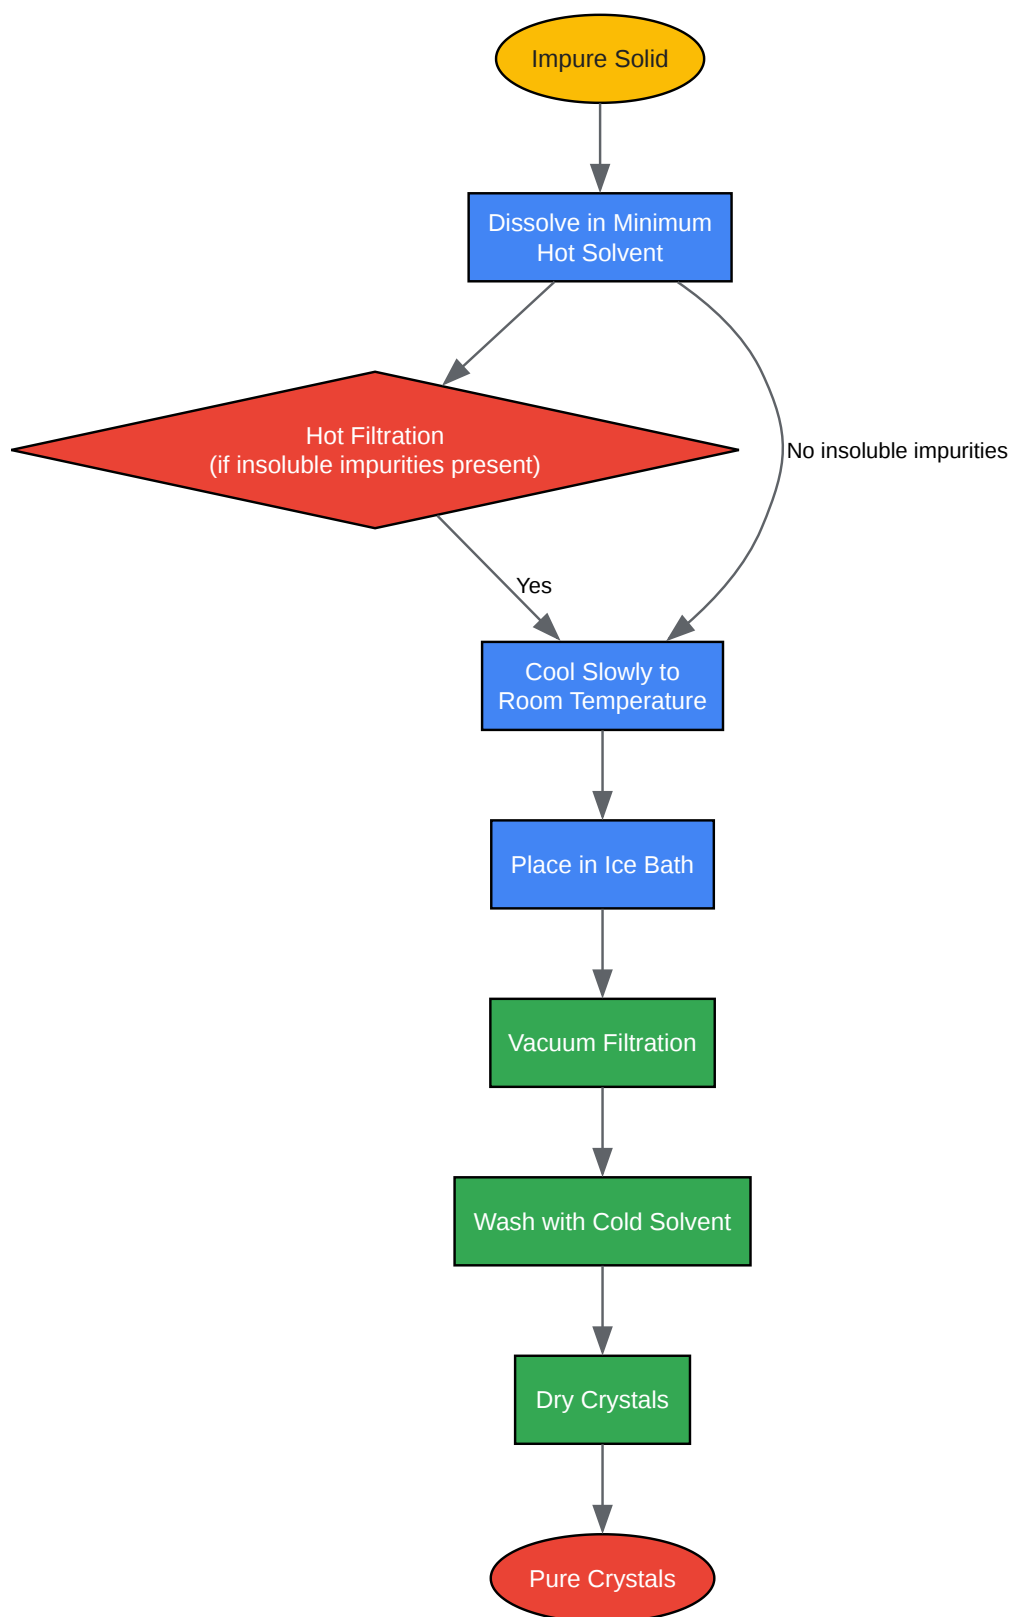 Impure Solid
Dissolve in Minimum
Hot Solvent
Hot Filtration
(if insoluble impurities present)
No insoluble impurities
Yes
Cool Slowly to
Room Temperature
Place in Ice Bath
Vacuum Filtration
Wash with Cold Solvent
Dry Crystals
Pure Crystals